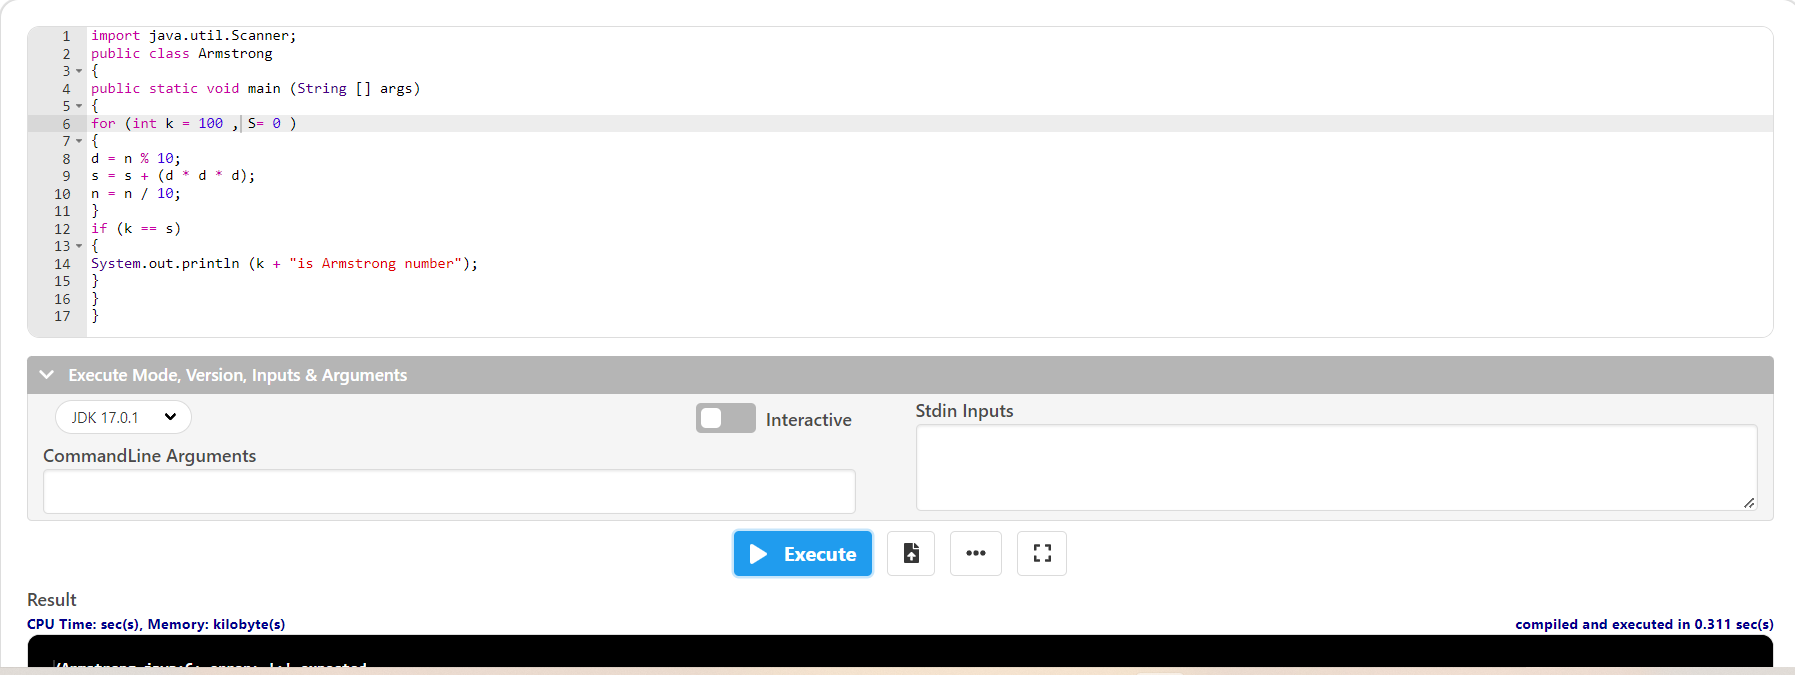 1 import java.util.Scanner;
2 public class Armstrong
3 {
4 public static void main (String [] args)
5 {
6 for (int k = 100 , S= 0 )
7 {
8 d = n % 10;
9 s = s + (d * d * d);
10 n = n / 10;
11 }
12 if (k == s)
13 {
14 System.out.println (k + "is Armstrong number");
15 }
16 }
17 }
Execute Mode, Version, Inputs & Arguments
JDK 17.0.1
Interactive
Stdin Inputs
CommandLine Arguments
Execute
Result
CPU Time: sec(s), Memory: kilobyte(s)
compiled and executed in 0.311 sec(s)